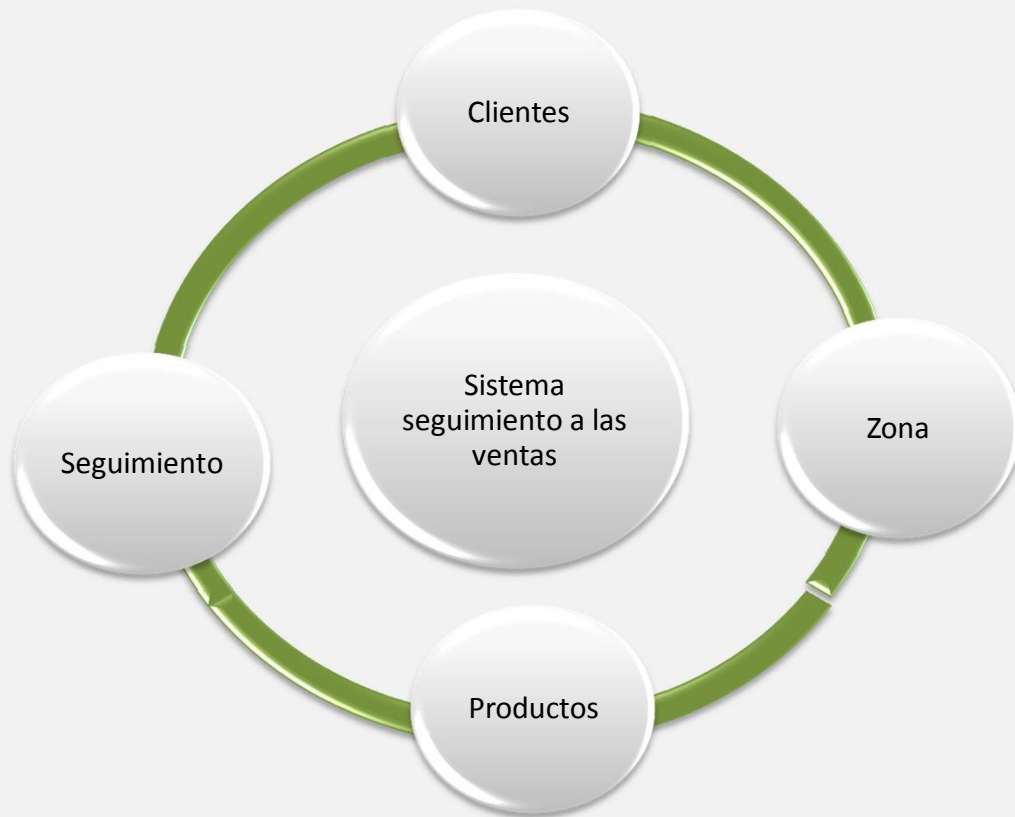 Clientes
Sistema
seguimiento a las
ventas
Zona
Seguimiento
Productos